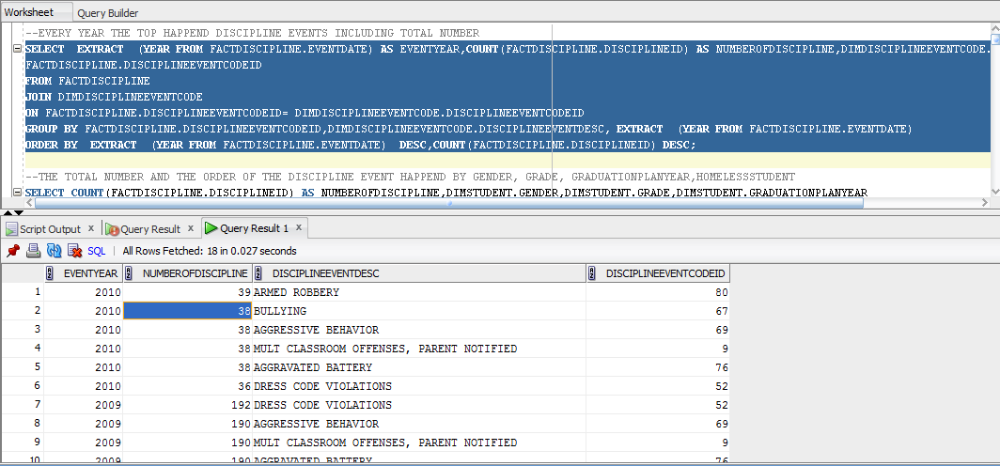 Worksheet Query Builder
--EVERY YEAR THE TOP HAPPEND DISCIPLINE EVENTS INCLUDING TOTAL NUMBER
SELECT EXTRACT (YEAR FROM FACTDISCIPLINE.EVENTDATE) AS EVENTYEAR,COUNT(FACTDISCIPLINE.DISCIPLINEID) AS NUMBEROFDISCIPLINE,DIMDISCIPLINEEVENTCODE.
FACTDISCIPLINE.DISCIPLINEEVENTCODEID
FROM FACTDISCIPLINE
JOIN DIMDISCIPLINEEVENTCODE
ON FACTDISCIPLINE.DISCIPLINEEVENTCODEID= DIMDISCIPLINEEVENTCODE.DISCIPLINEEVENTCODEID
GROUP BY FACTDISCIPLINE.DISCIPLINEEVENTCODEID,DIMDISCIPLINEEVENTCODE.DISCIPLINEEVENTDESC, EXTRACT (YEAR FROM FACTDISCIPLINE.EVENTDATE)
ORDER BY EXTRACT (YEAR FROM FACTDISCIPLINE.EVENTDATE) DESC,COUNT(FACTDISCIPLINE.DISCIPLINEID) DESC;
--THE TOTAL NUMBER AND THE ORDER OF THE DISCIPLINE EVENT HAPPEND BY GENDER, GRADE, GRADUATIONPLANYEAR,HOMELESSSTUDENT
SELECT COUNT(FACTDISCIPLINE.DISCIPLINEID) AS NUMBEROFDISCIPLINE,DIMSTUDENT.GENDER,DIMSTUDENT.GRADE,DIMSTUDENT.GRADUATIONPLANYEAR
Script Output x Query Result x Query Result 1 x
SQL | All Rows Fetched: 18 in 0.027 seconds
EVENTYEAR NUMBEROFDISCIPLINE DISCIPLINEEVENTDESC DISCIPLINEEVENTCODEID
1 2010 39 ARMED ROBBERY 80
2 2010 38 BULLYING 67
3 2010 38 AGGRESSIVE BEHAVIOR 69
4 2010 38 MULT CLASSROOM OFFENSES, PARENT NOTIFIED 9
5 2010 38 AGGRAVATED BATTERY 76
6 2010 36 DRESS CODE VIOLATIONS 52
7 2009 192 DRESS CODE VIOLATIONS 52
8 2009 190 AGGRESSIVE BEHAVIOR 69
9 2009 190 MULT CLASSROOM OFFENSES, PARENT NOTIFIED 9
10 2009 190 AGGRAVATED BATTERY 76